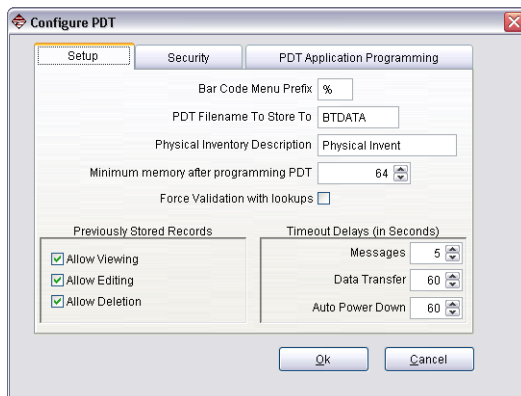 Configure PDT
Setup Security PDT Application Programming
Bar Code Menu Prefix %
PDT Filename To Store To BTDATA
Physical Inventory Description Physical Invent
Minimum memory after programming PDT 64
Force Validation with lookups
Previously Stored Records
Allow Viewing
Allow Editing
Allow Deletion
Timeout Delays (in Seconds)
Messages 5
Data Transfer 60
Auto Power Down 60
Ok Cancel